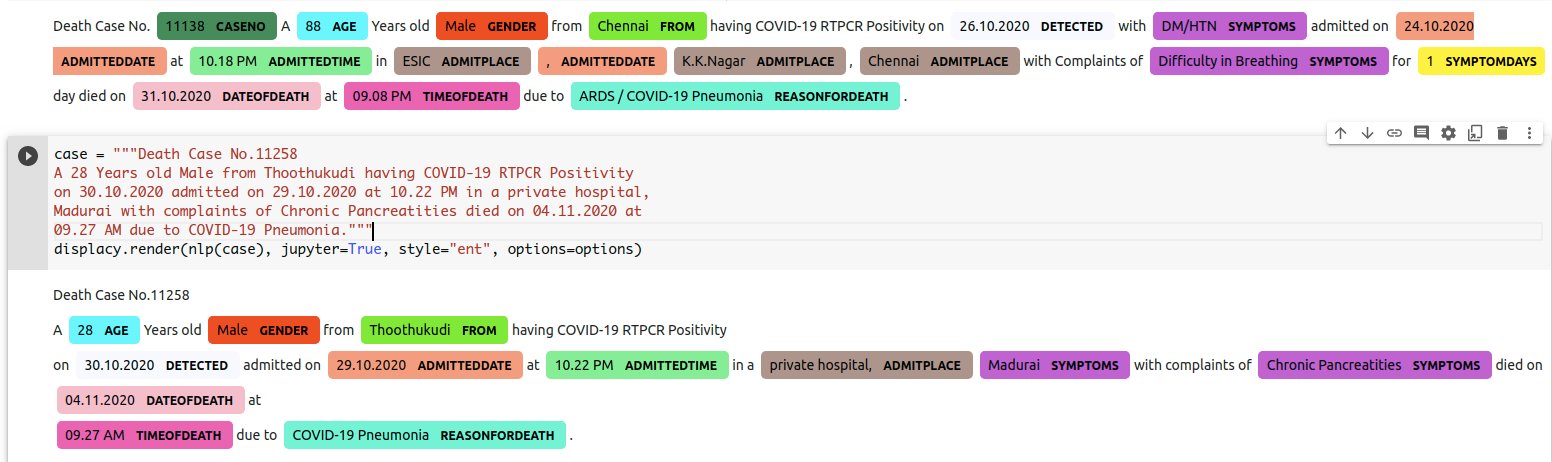 Death Case No. 11138 CASENO A 88 AGE Years old Male GENDER from Chennai FROM having COVID-19 RTPCR Positivity on 26.10.2020 DETECTED with DM/HTN SYMPTOMS admitted on 24.10.2020
ADMITTEDDATE at 10.18 PM ADMITTEDTIME in ESIC ADMITPLACE , ADMITTEDDATE K.K.Nagar ADMITPLACE , Chennai ADMITPLACE with Complaints of Difficulty in Breathing SYMPTOMS for 1 SYMPTOMDAYS
day died on 31.10.2020 DATEOFDEATH at 09.08 PM TIMEOFDEATH due to ARDS / COVID-19 Pneumonia REASONFORDEATH .
case = """Death Case No.11258
A 28 Years old Male from Thoothukudi having COVID-19 RTPCR Positivity
on 30.10.2020 admitted on 29.10.2020 at 10.22 PM in a private hospital,
Madurai with complaints of Chronic Pancreatities died on 04.11.2020 at
09.27 AM due to COVID-19 Pneumonia."""
displacy.render(nlp(case), jupyter=True, style="ent", options=options)
Death Case No.11258
A 28 AGE Years old Male GENDER from Thoothukudi FROM having COVID-19 RTPCR Positivity
on 30.10.2020 DETECTED admitted on 29.10.2020 ADMITTEDDATE at 10.22 PM ADMITTEDTIME in a private hospital, ADMITPLACE Madurai SYMPTOMS with complaints of Chronic Pancreatities SYMPTOMS died on
04.11.2020 DATEOFDEATH at
09.27 AM TIMEOFDEATH due to COVID-19 Pneumonia REASONFORDEATH .